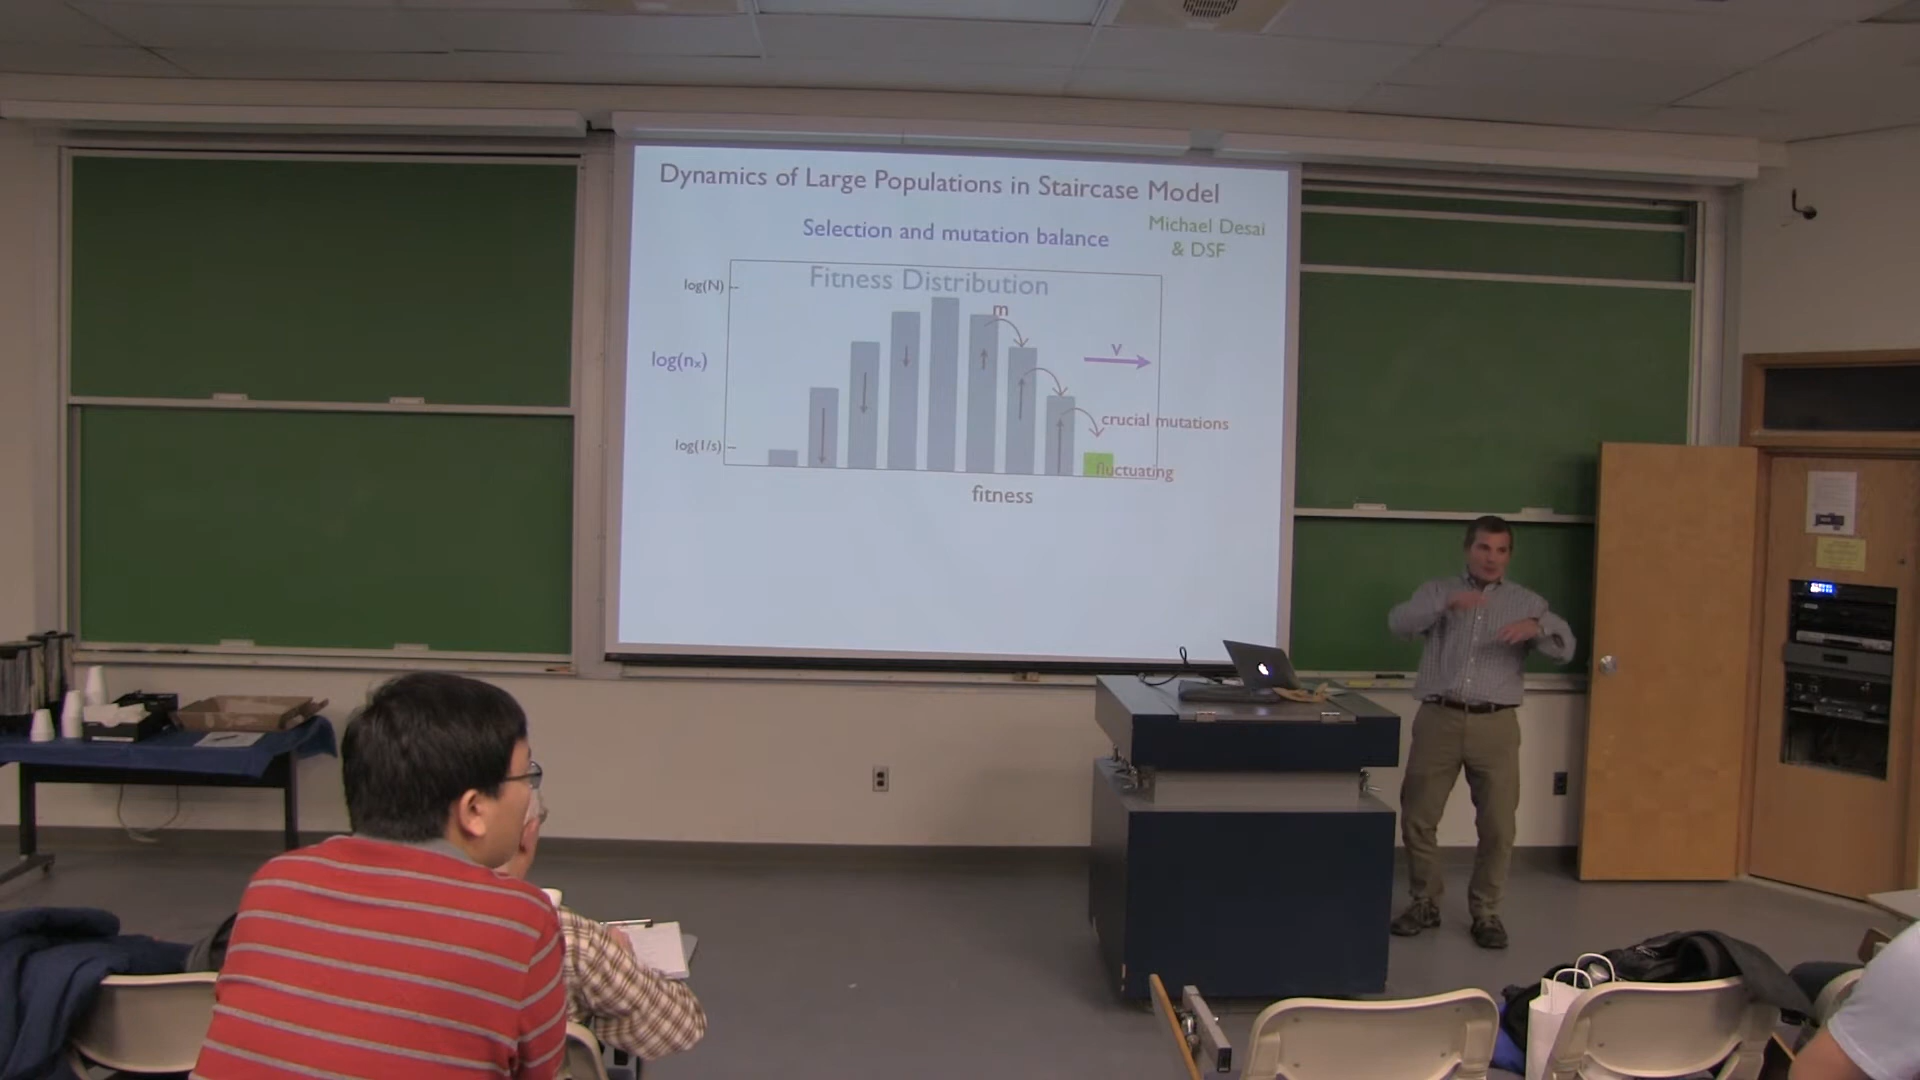 Dynamics of Large Populations in Staircase Model
Selection and mutation balance
Michael Desai
& DSF
Fitness Distribution
log(N)
m
log(nₓ)
v
crucial mutations
log(1/s)
fluctuating
fitness